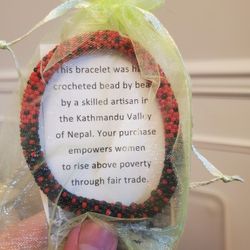 This bracelet was
crocheted bead by bead
by a skilled artisan in
the Kathmandu Valley
of Nepal. Your purchase
empowers women
to rise above poverty
through fair trade.